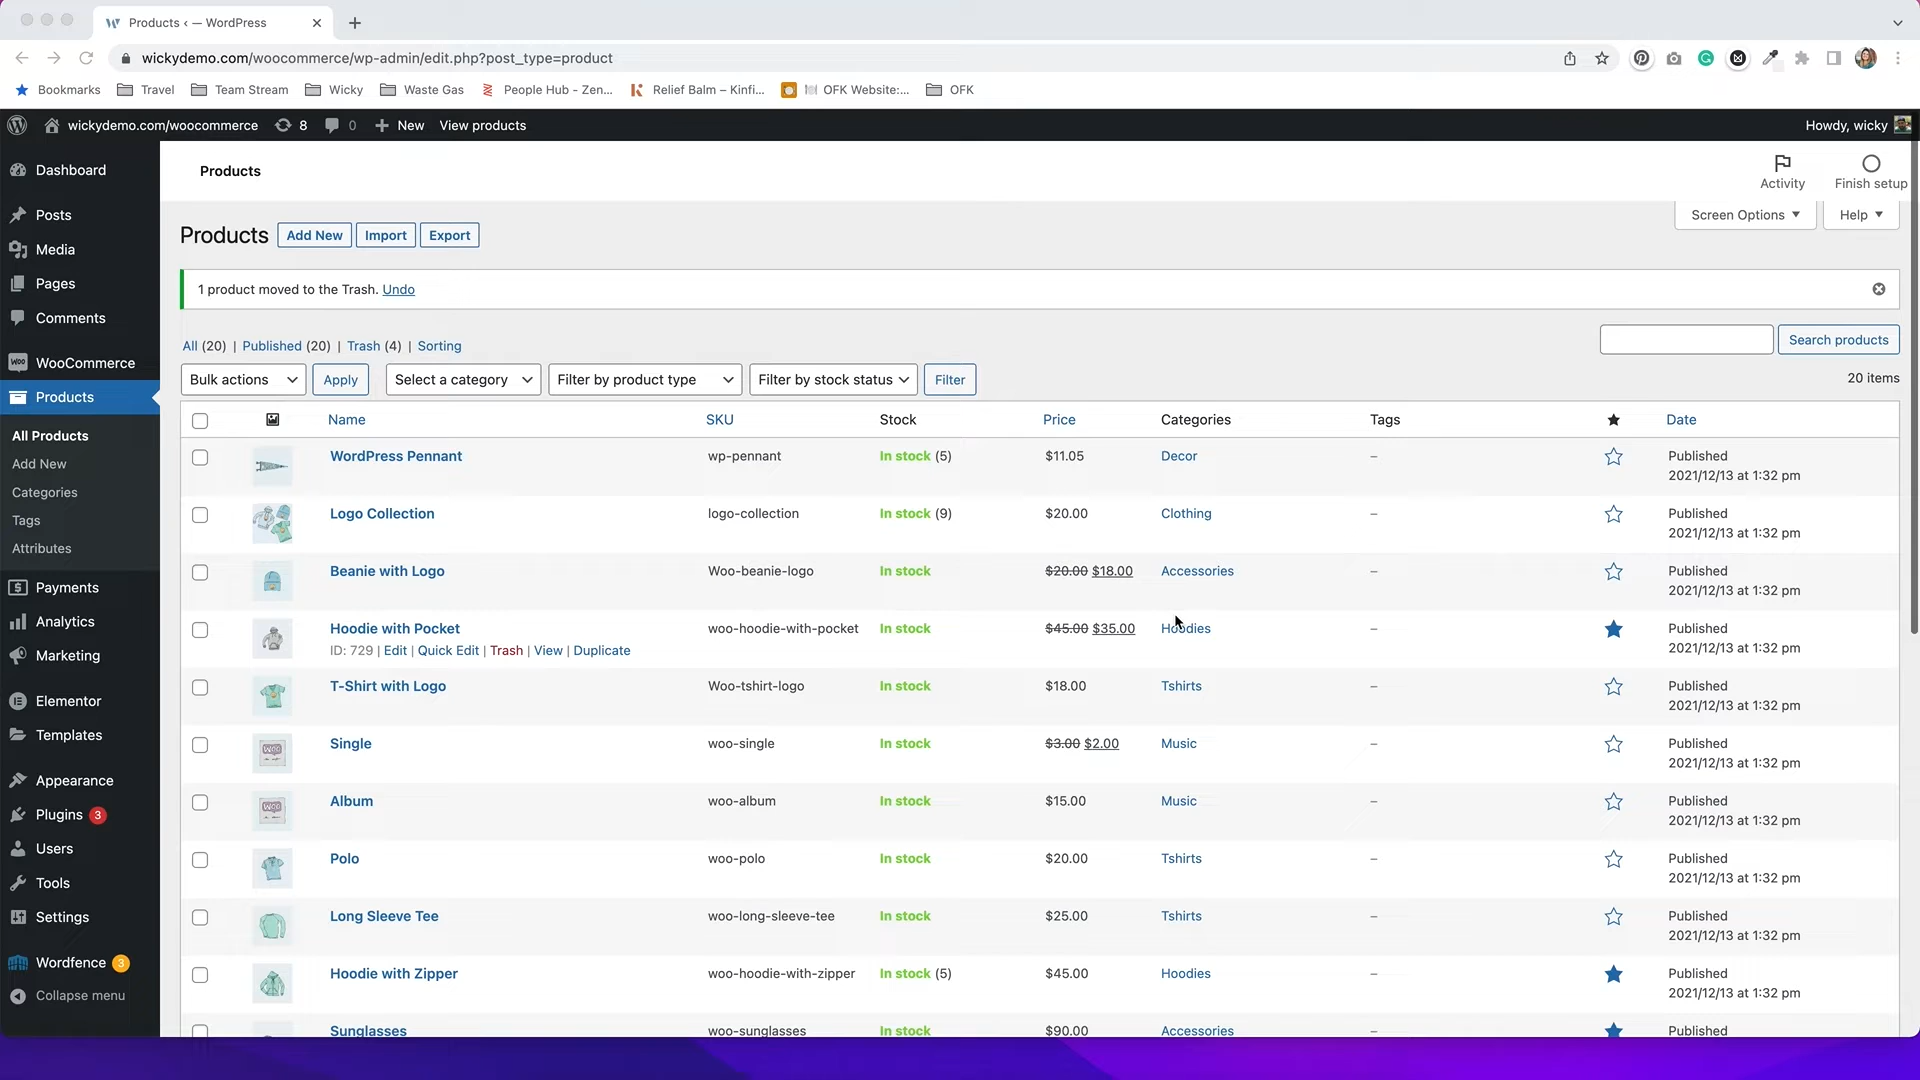 Products ‹ — WordPress
wickydemo.com/woocommerce/wp-admin/edit.php?post_type=product
Bookmarks Travel Team Stream Wicky Waste Gas People Hub - Zen... Relief Balm – Kinfi... OFK Website:... OFK
wickydemo.com/woocommerce 8 0 New View products Howdy, wicky
Dashboard
Posts
Media
Pages
Comments
WooCommerce
Products
All Products
Add New
Categories
Tags
Attributes
Payments
Analytics
Marketing
Elementor
Templates
Appearance
Plugins 3
Users
Tools
Settings
Wordfence 3
Collapse menu
Products
Activity Finish setup
Screen Options Help
Products Add New Import Export
1 product moved to the Trash. Undo
All (20) | Published (20) | Trash (4) | Sorting
Search products
Bulk actions Apply Select a category Filter by product type Filter by stock status Filter 20 items
Name SKU Stock Price Categories Tags Date
WordPress Pennant wp-pennant In stock (5) $11.05 Decor – Published
2021/12/13 at 1:32 pm
Logo Collection logo-collection In stock (9) $20.00 Clothing – Published
2021/12/13 at 1:32 pm
Beanie with Logo Woo-beanie-logo In stock $20.00 $18.00 Accessories – Published
2021/12/13 at 1:32 pm
Hoodie with Pocket woo-hoodie-with-pocket In stock $45.00 $35.00 Hoodies – Published
ID: 729 | Edit | Quick Edit | Trash | View | Duplicate 2021/12/13 at 1:32 pm
T-Shirt with Logo Woo-tshirt-logo In stock $18.00 Tshirts – Published
2021/12/13 at 1:32 pm
Single woo-single In stock $3.00 $2.00 Music – Published
2021/12/13 at 1:32 pm
Album woo-album In stock $15.00 Music – Published
2021/12/13 at 1:32 pm
Polo woo-polo In stock $20.00 Tshirts – Published
2021/12/13 at 1:32 pm
Long Sleeve Tee woo-long-sleeve-tee In stock $25.00 Tshirts – Published
2021/12/13 at 1:32 pm
Hoodie with Zipper woo-hoodie-with-zipper In stock (5) $45.00 Hoodies – Published
2021/12/13 at 1:32 pm
Sunglasses woo-sunglasses In stock $90.00 Accessories – Published